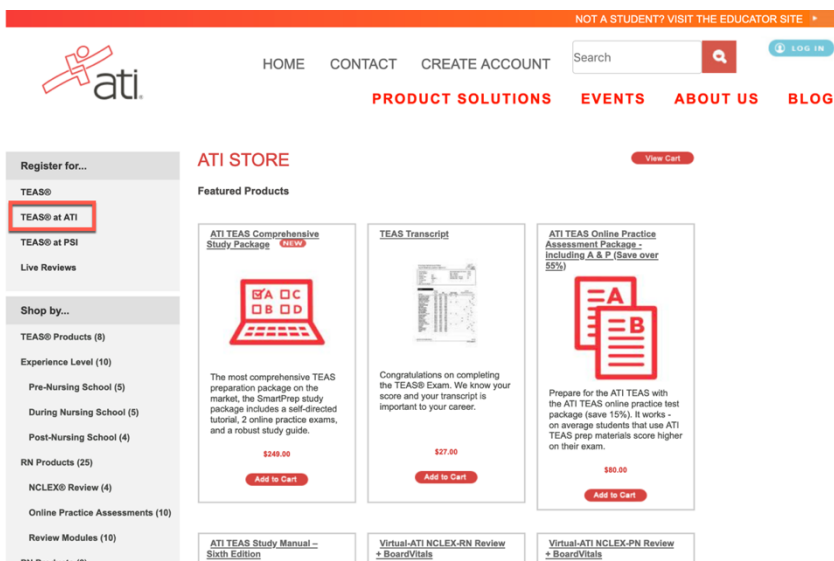 NOT A STUDENT? VISIT THE EDUCATOR SITE
ati.
HOME CONTACT CREATE ACCOUNT
Search
LOG IN
PRODUCT SOLUTIONS EVENTS ABOUT US BLOG
Register for...
TEAS®
TEAS® at ATI
TEAS® at PSI
Live Reviews
Shop by...
TEAS® Products (8)
Experience Level (10)
Pre-Nursing School (5)
During Nursing School (5)
Post-Nursing School (4)
RN Products (25)
NCLEX® Review (4)
Online Practice Assessments (10)
Review Modules (10)
ATI STORE
View Cart
Featured Products
ATI TEAS Comprehensive
Study Package NEW
A C
B D
The most comprehensive TEAS
preparation package on the
market, the SmartPrep study
package includes a self-directed
tutorial, 2 online practice exams,
and a robust study guide.
$249.00
Add to Cart
TEAS Transcript
Congratulations on completing
the TEAS® Exam. We know your
score and your transcript is
important to your career.
$27.00
Add to Cart
ATI TEAS Online Practice
Assessment Package -
Including A & P (Save over
55%)
A
B
Prepare for the ATI TEAS with
the ATI TEAS online practice test
package (save 15%). It works -
on average students that use ATI
TEAS prep materials score higher
on their exam.
$80.00
Add to Cart
ATI TEAS Study Manual –
Sixth Edition
Virtual-ATI NCLEX-RN Review
+ BoardVitals
Virtual-ATI NCLEX-PN Review
+ BoardVitals